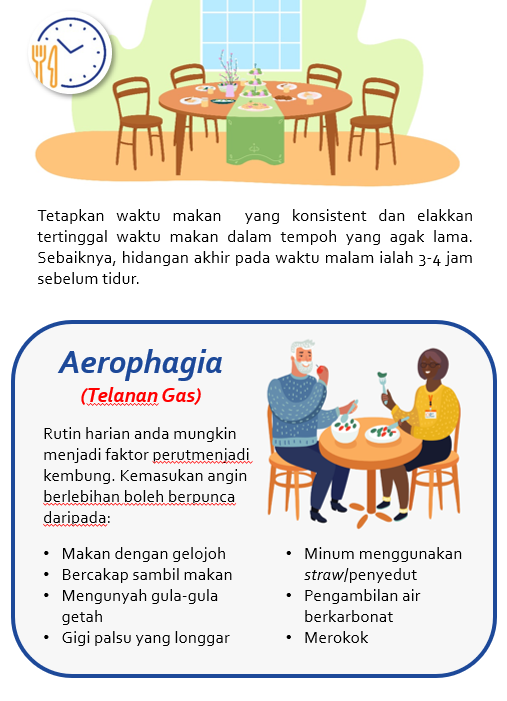 Tetapkan waktu makan yang konsistent dan elakkan
tertinggal waktu makan dalam tempoh yang agak lama.
Sebaiknya, hidangan akhir pada waktu malam ialah 3-4 jam
sebelum tidur.
Aerophagia
(Telanan Gas)
Rutin harian anda mungkin
menjadi faktor perutmenjadi
kembung. Kemasukan angin
berlebihan boleh berpunca
daripada:
• Makan dengan gelojoh
• Bercakap sambil makan
• Mengunyah gula-gula
getah
• Gigi palsu yang longgar
• Minum menggunakan
straw/penyedut
• Pengambilan air
berkarbonat
• Merokok